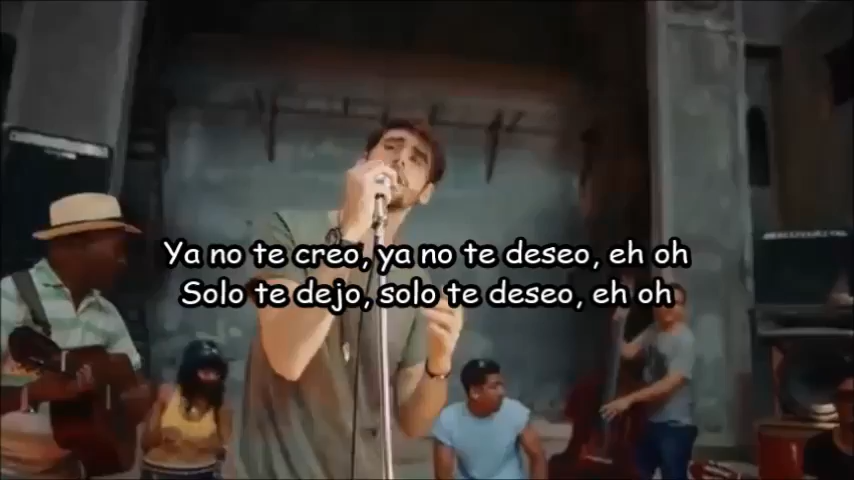 Ya no te creo, ya no te deseo, eh oh
Solo te dejo, solo te deseo, eh oh